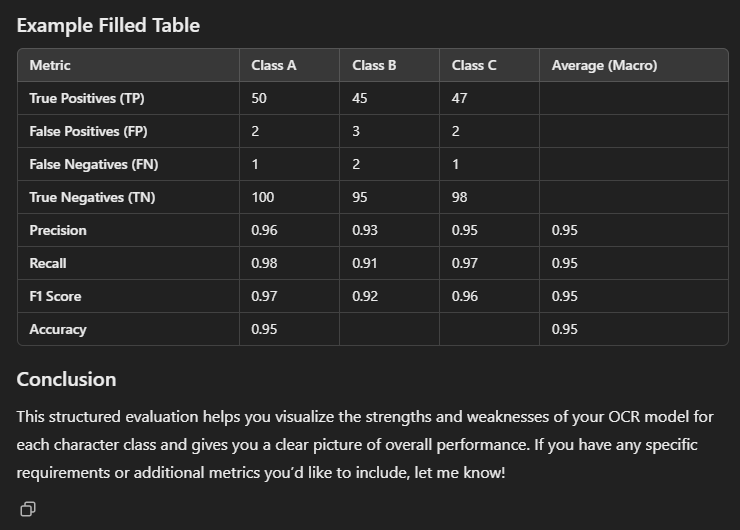 Example Filled Table
Metric Class A Class B Class C Average (Macro)
True Positives (TP) 50 45 47
False Positives (FP) 2 3 2
False Negatives (FN) 1 2 1
True Negatives (TN) 100 95 98
Precision 0.96 0.93 0.95 0.95
Recall 0.98 0.91 0.97 0.95
F1 Score 0.97 0.92 0.96 0.95
Accuracy 0.95 0.95
Conclusion
This structured evaluation helps you visualize the strengths and weaknesses of your OCR model for
each character class and gives you a clear picture of overall performance. If you have any specific
requirements or additional metrics you’d like to include, let me know!